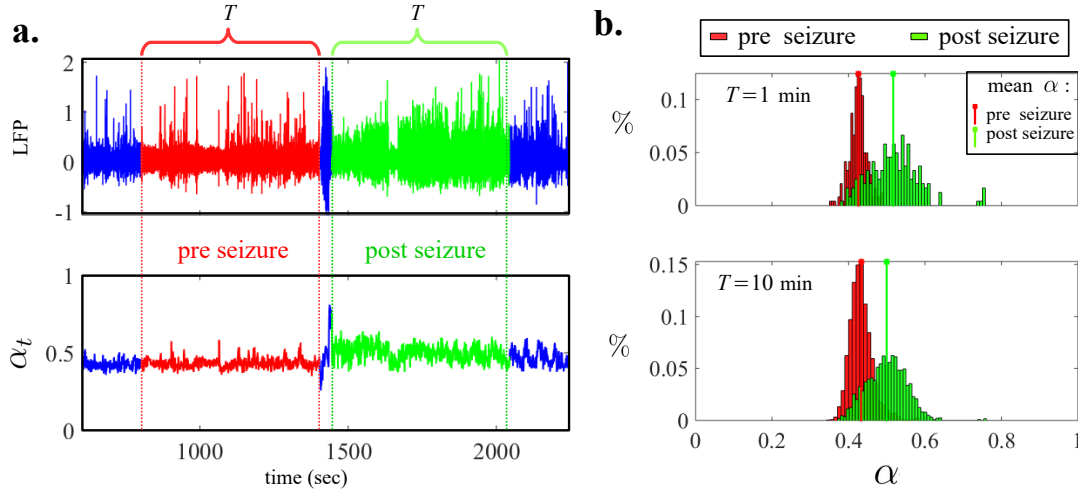 a.
T
T
LFP
2
1
0
-1
pre seizure
post seizure
α_t
1
0.5
0
1000
1500
2000
time (sec)
b.
pre seizure
post seizure
T = 1 min
%
0.1
0.05
0
mean α :
pre seizure
post seizure
T = 10 min
%
0.15
0.1
0.05
0
0
0.2
0.4
0.6
0.8
1
α